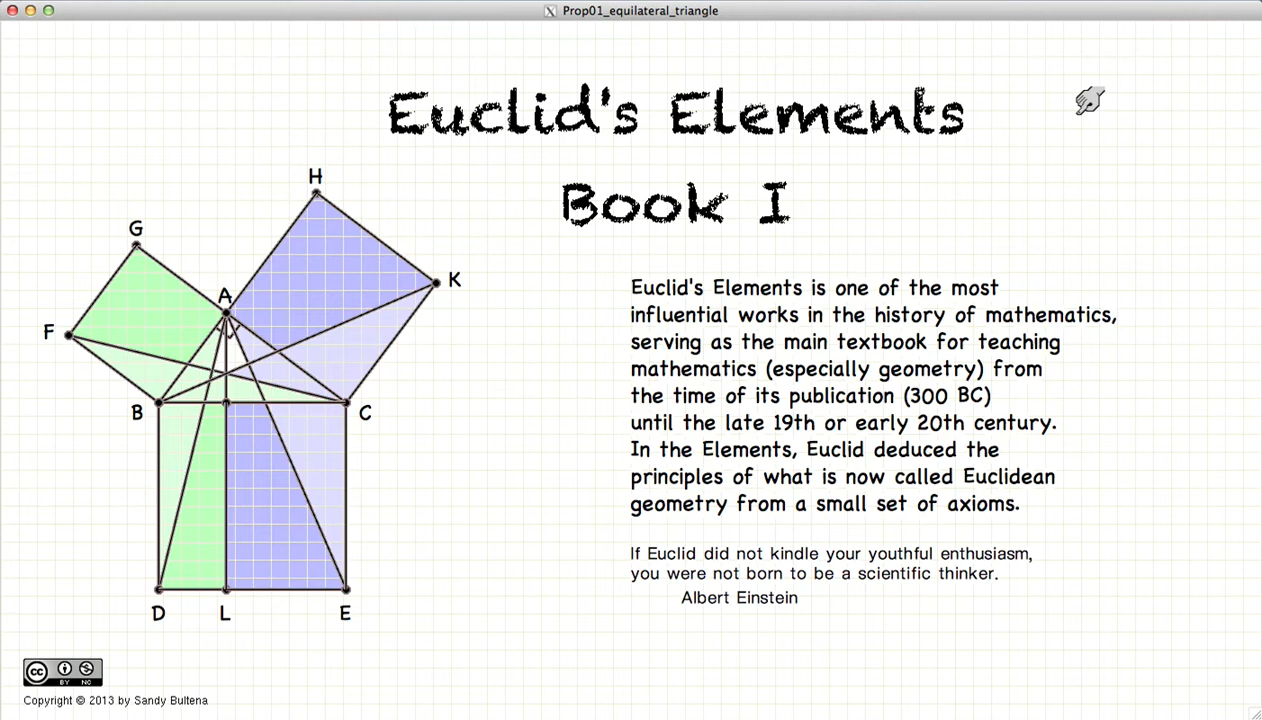 Prop01_equilateral_triangle
Euclid's Elements
Book I
H
G
K
A
F
B
C
D
L
E
Euclid's Elements is one of the most
influential works in the history of mathematics,
serving as the main textbook for teaching
mathematics (especially geometry) from
the time of its publication (300 BC)
until the late 19th or early 20th century.
In the Elements, Euclid deduced the
principles of what is now called Euclidean
geometry from a small set of axioms.
If Euclid did not kindle your youthful enthusiasm,
you were not born to be a scientific thinker.
Albert Einstein
cc BY NC
Copyright © 2013 by Sandy Bultena